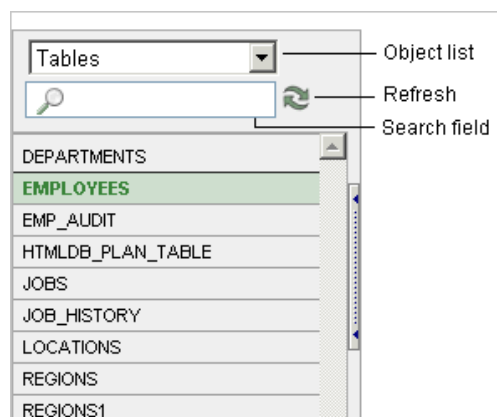 Tables
Object list
Refresh
Search field
DEPARTMENTS
EMPLOYEES
EMP_AUDIT
HTMLDB_PLAN_TABLE
JOBS
JOB_HISTORY
LOCATIONS
REGIONS
REGIONS1